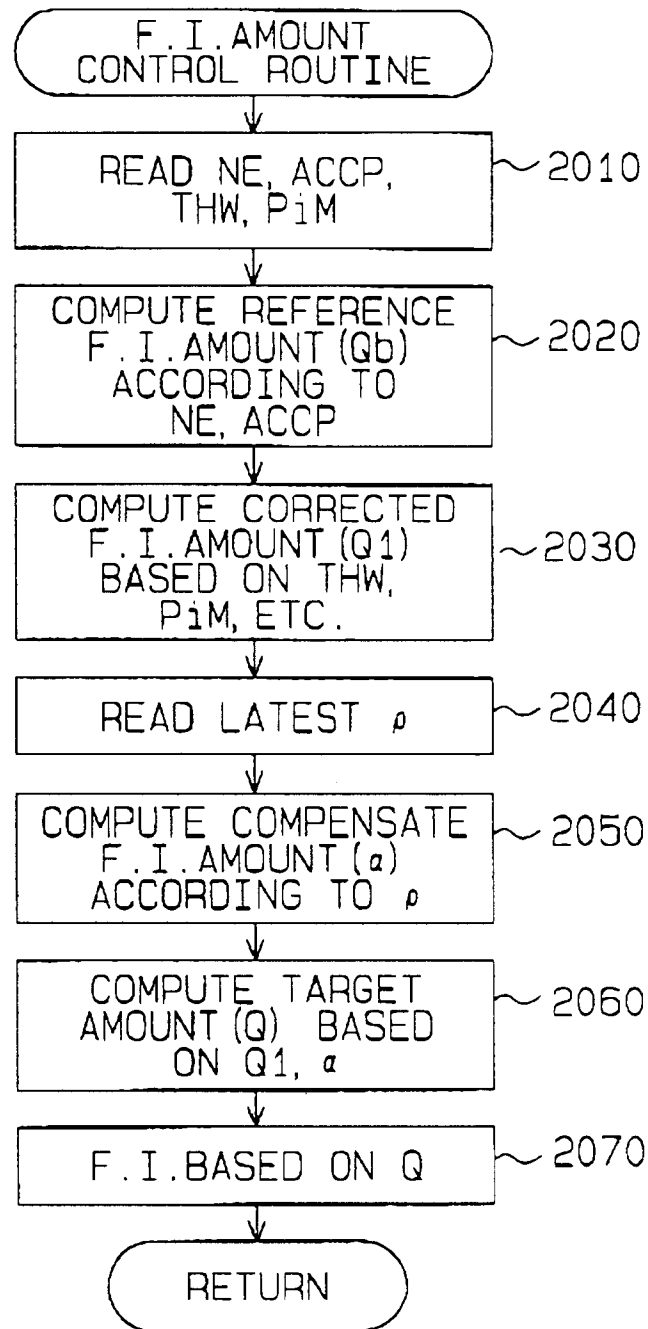 F.I.AMOUNT
CONTROL ROUTINE
READ NE, ACCP,
THW, PiM
2010
COMPUTE REFERENCE
F.I.AMOUNT(Qb)
ACCORDING TO
NE, ACCP
2020
COMPUTE CORRECTED
F.I.AMOUNT(Q1)
BASED ON THW,
PiM, ETC.
2030
READ LATEST ρ
2040
COMPUTE COMPENSATE
F.I.AMOUNT(α)
ACCORDING TO ρ
2050
COMPUTE TARGET
AMOUNT(Q) BASED
ON Q1, α
2060
F.I.BASED ON Q
2070
RETURN